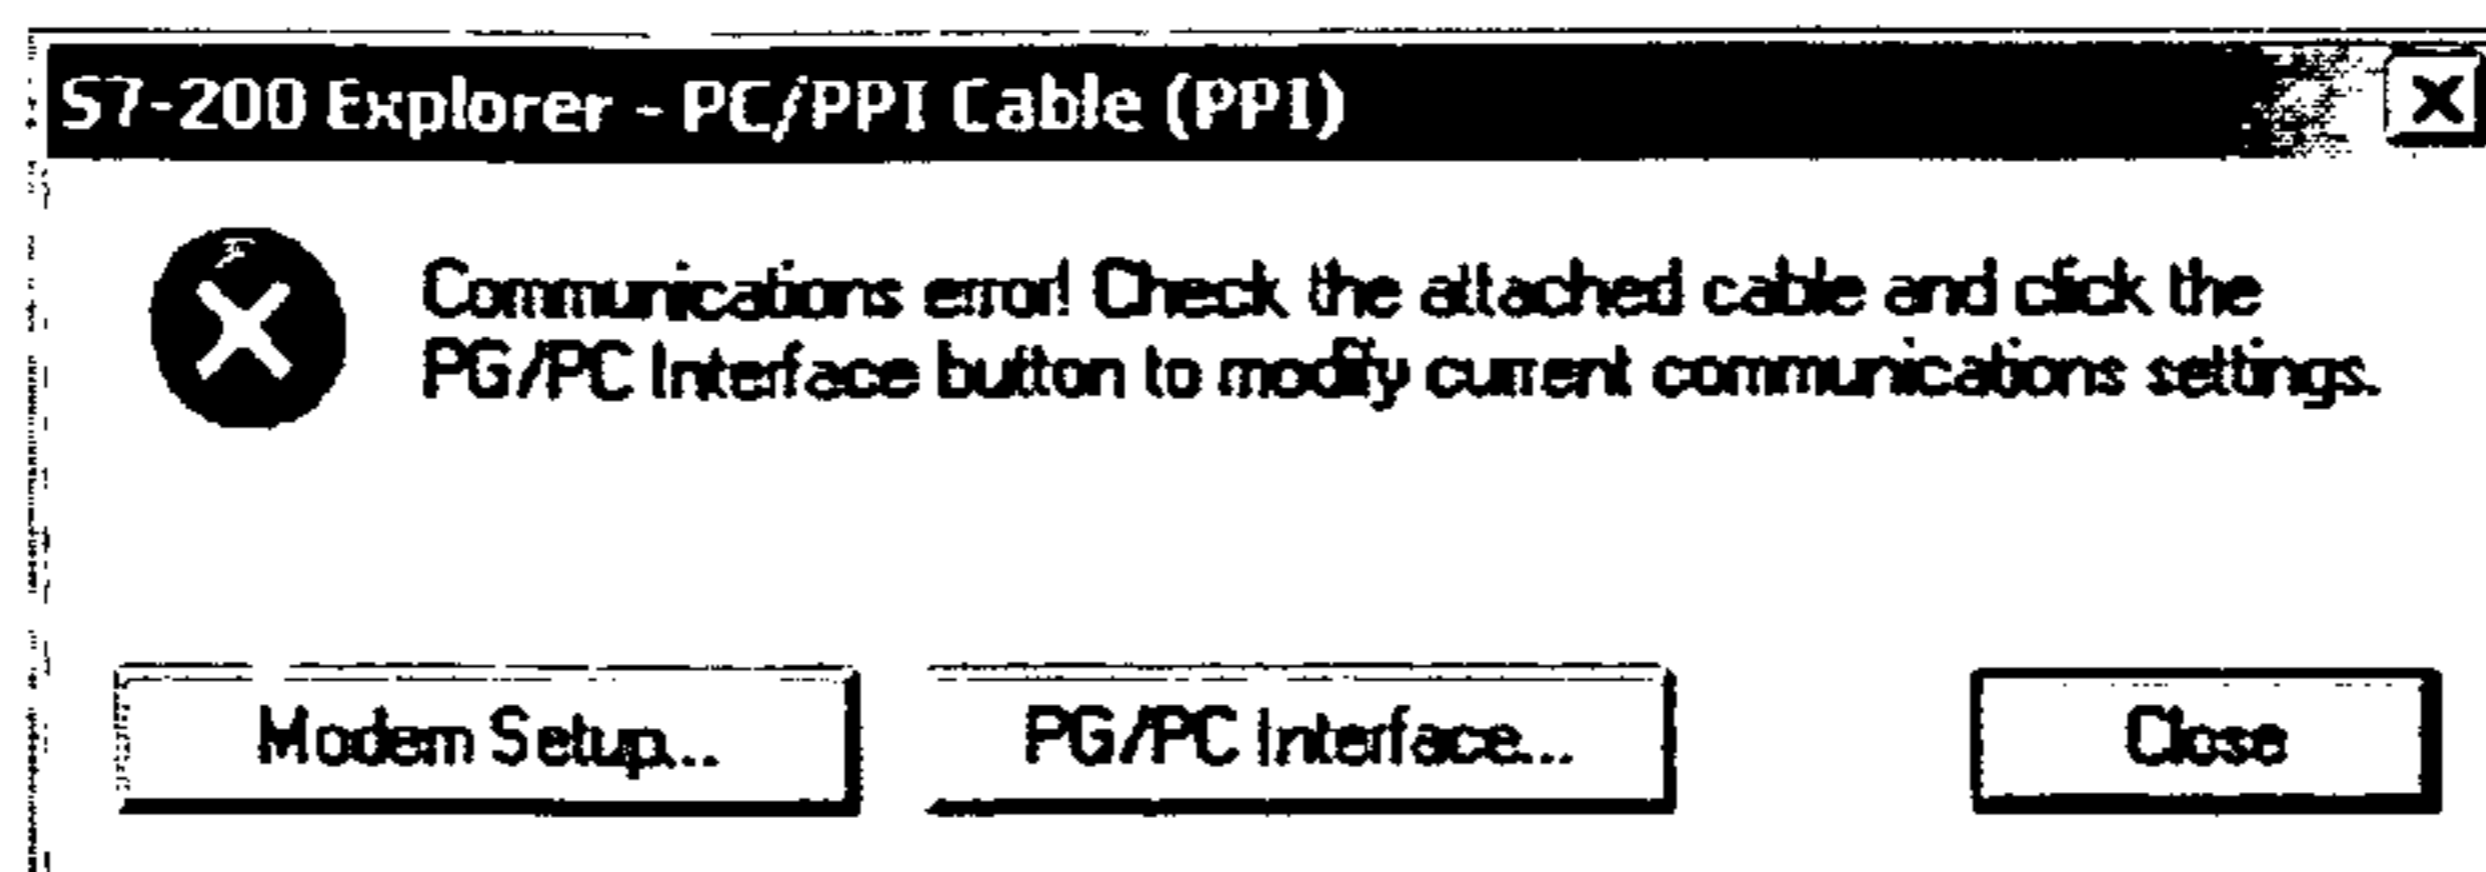 S7-200 Explorer - PC/PPI Cable (PPI)
Communications error! Check the attached cable and click the
PG/PC Interface button to modify current communications settings.
Modem Setup... PG/PC Interface... Close